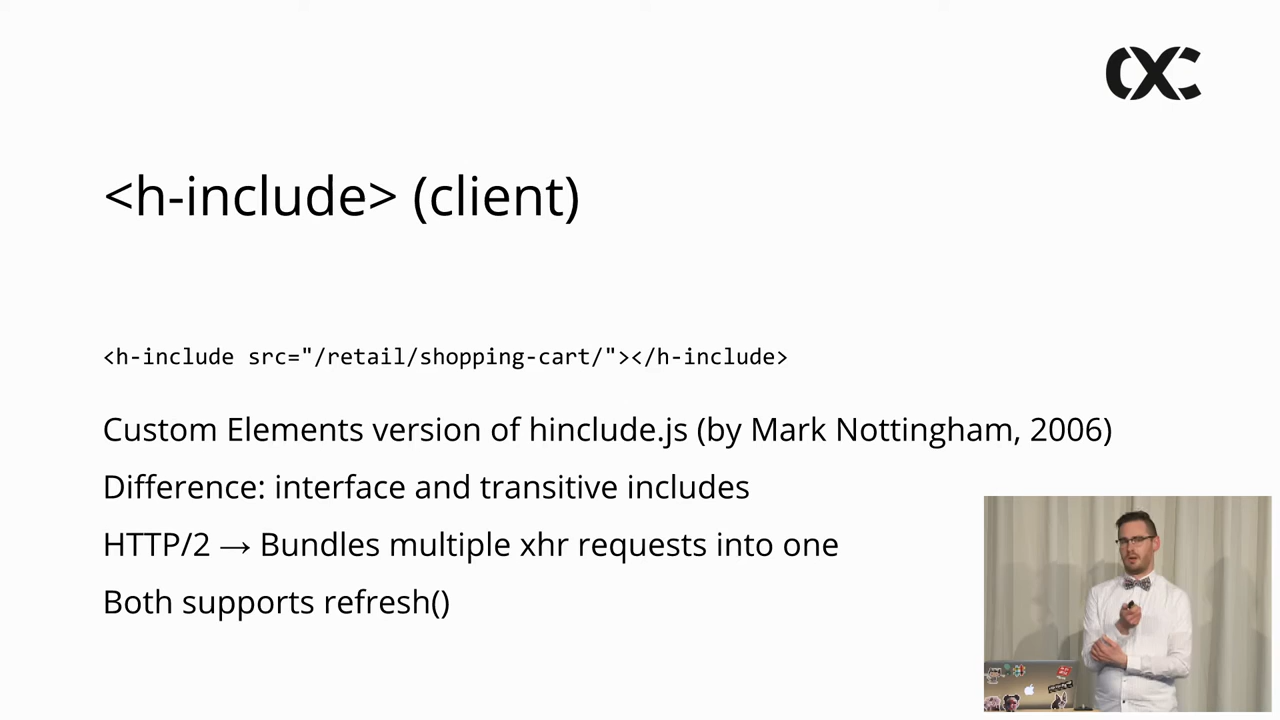 <h-include> (client)
<h-include src="/retail/shopping-cart/"></h-include>
Custom Elements version of hinclude.js (by Mark Nottingham, 2006)
Difference: interface and transitive includes
HTTP/2 → Bundles multiple xhr requests into one
Both supports refresh()